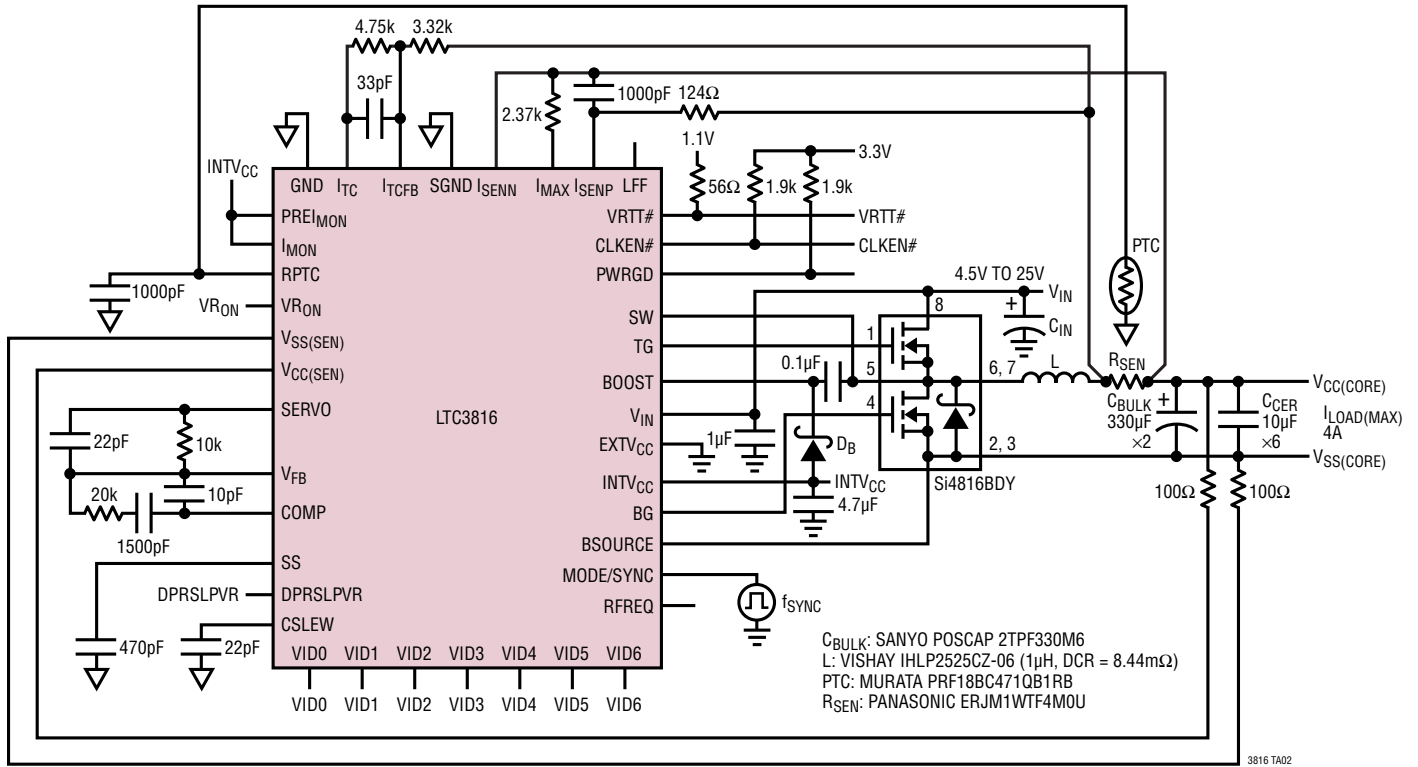 4.75k
3.32k
33pF
1000pF
124Ω
2.37k
1.1V
3.3V
56Ω
1.9k
1.9k
INTVCC
GND
ITC
ITCFB
SGND
ISENN
IMAX
ISENP
LFF
PREIMON
IMON
RPTC
1000pF
VRON
VRON
VSS(SEN)
VCC(SEN)
SERVO
22pF
10k
VFB
20k
10pF
COMP
1500pF
SS
DPRSLPVR
DPRSLPVR
CSLEW
470pF
22pF
LTC3816
VRTT#
VRTT#
CLKEN#
CLKEN#
PWRGD
PTC
4.5V TO 25V
VIN
+
CIN
8
SW
TG
1
0.1µF
5
6, 7
L
RSEN
BOOST
4
VIN
1µF
EXTVCC
DB
2, 3
INTVCC
INTVCC
Si4816BDY
4.7µF
BG
BSOURCE
MODE/SYNC
fSYNC
RFREQ
CBULK
330µF
×2
+
CCER
10µF
×6
VCC(CORE)
ILOAD(MAX)
4A
VSS(CORE)
100Ω
100Ω
VID0 VID1 VID2 VID3 VID4 VID5 VID6
VID0 VID1 VID2 VID3 VID4 VID5 VID6
CBULK: SANYO POSCAP 2TPF330M6
L: VISHAY IHLP2525CZ-06 (1µH, DCR = 8.44mΩ)
PTC: MURATA PRF18BC471QB1RB
RSEN: PANASONIC ERJM1WTF4M0U
3816 TA02